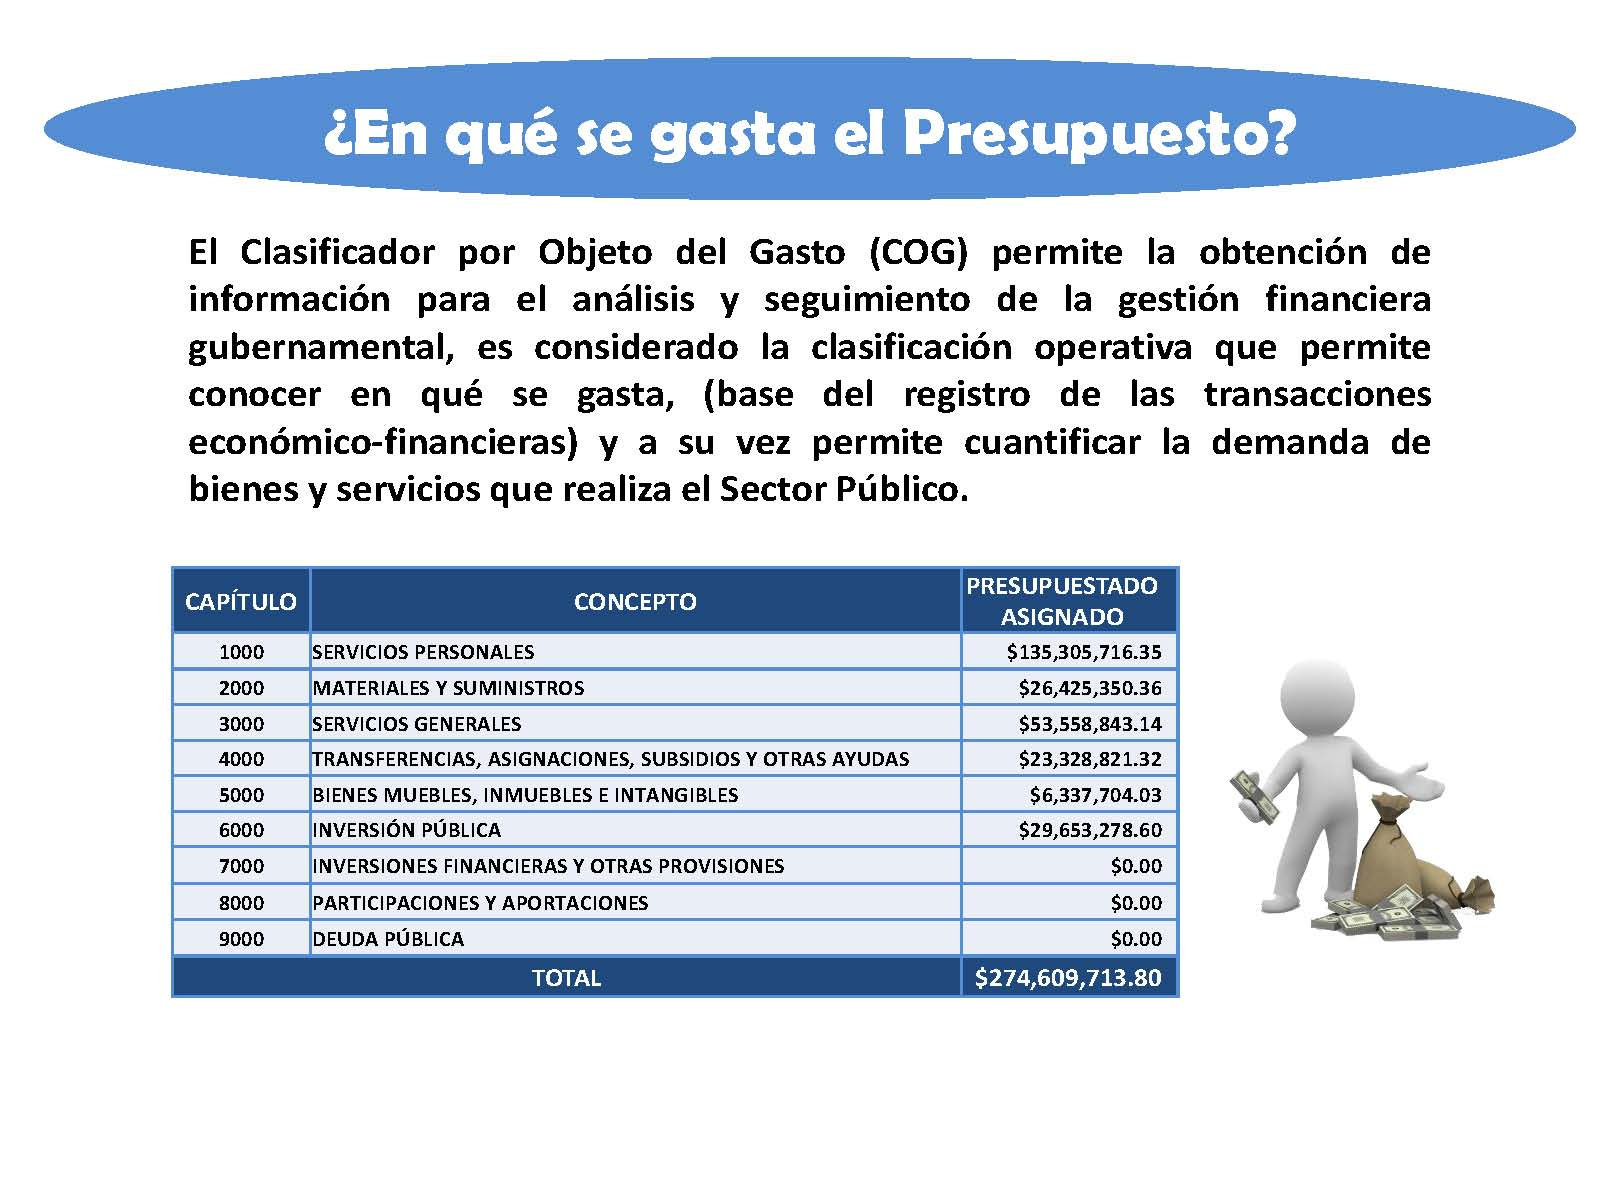 ¿En qué se gasta el Presupuesto?
El Clasificador por Objeto del Gasto (COG) permite la obtención de
información para el análisis y seguimiento de la gestión financiera
gubernamental, es considerado la clasificación operativa que permite
conocer en qué se gasta, (base del registro de las transacciones
económico-financieras) y a su vez permite cuantificar la demanda de
bienes y servicios que realiza el Sector Público.
CAPÍTULO CONCEPTO PRESUPUESTADO ASIGNADO
1000 SERVICIOS PERSONALES $135,305,716.35
2000 MATERIALES Y SUMINISTROS $26,425,350.36
3000 SERVICIOS GENERALES $53,558,843.14
4000 TRANSFERENCIAS, ASIGNACIONES, SUBSIDIOS Y OTRAS AYUDAS $23,328,821.32
5000 BIENES MUEBLES, INMUEBLES E INTANGIBLES $6,337,704.03
6000 INVERSIÓN PÚBLICA $29,653,278.60
7000 INVERSIONES FINANCIERAS Y OTRAS PROVISIONES $0.00
8000 PARTICIPACIONES Y APORTACIONES $0.00
9000 DEUDA PÚBLICA $0.00
TOTAL $274,609,713.80